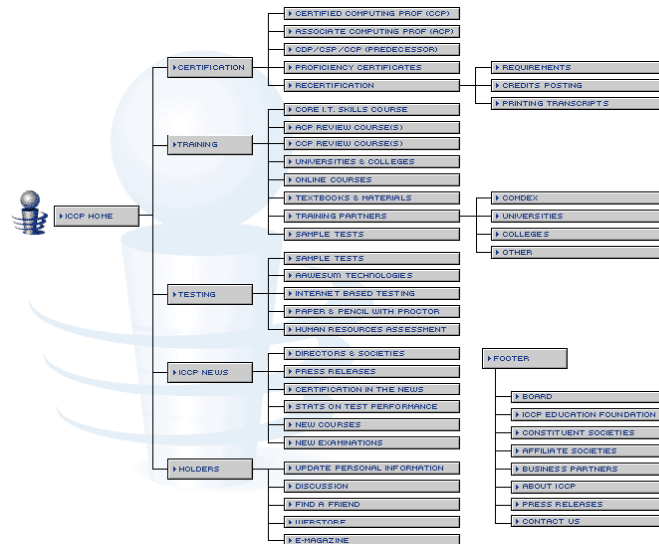 ICCP HOME
CERTIFICATION
CERTIFIED COMPUTING PROF (CCP)
ASSOCIATE COMPUTING PROF (ACP)
CDP/CSP/CCP (PREDECESSOR)
PROFICIENCY CERTIFICATES
RECERTIFICATION
REQUIREMENTS
CREDITS POSTING
PRINTING TRANSCRIPTS
TRAINING
CORE I.T. SKILLS COURSE
ACP REVIEW COURSE(S)
CCP REVIEW COURSE(S)
UNIVERSITIES & COLLEGES
ONLINE COURSES
TEXTBOOKS & MATERIALS
TRAINING PARTNERS
SAMPLE TESTS
COMDEX
UNIVERSITIES
COLLEGES
OTHER
TESTING
SAMPLE TESTS
AAWESUM TECHNOLOGIES
INTERNET BASED TESTING
PAPER & PENCIL WITH PROCTOR
HUMAN RESOURCES ASSESSMENT
ICCP NEWS
DIRECTORS & SOCIETIES
PRESS RELEASES
CERTIFICATION IN THE NEWS
STATS ON TEST PERFORMANCE
NEW COURSES
NEW EXAMINATIONS
HOLDERS
UPDATE PERSONAL INFORMATION
DISCUSSION
FIND A FRIEND
WEBSTORE
E-MAGAZINE
FOOTER
BOARD
ICCP EDUCATION FOUNDATION
CONSTITUENT SOCIETIES
AFFILIATE SOCIETIES
BUSINESS PARTNERS
ABOUT ICCP
PRESS RELEASES
CONTACT US